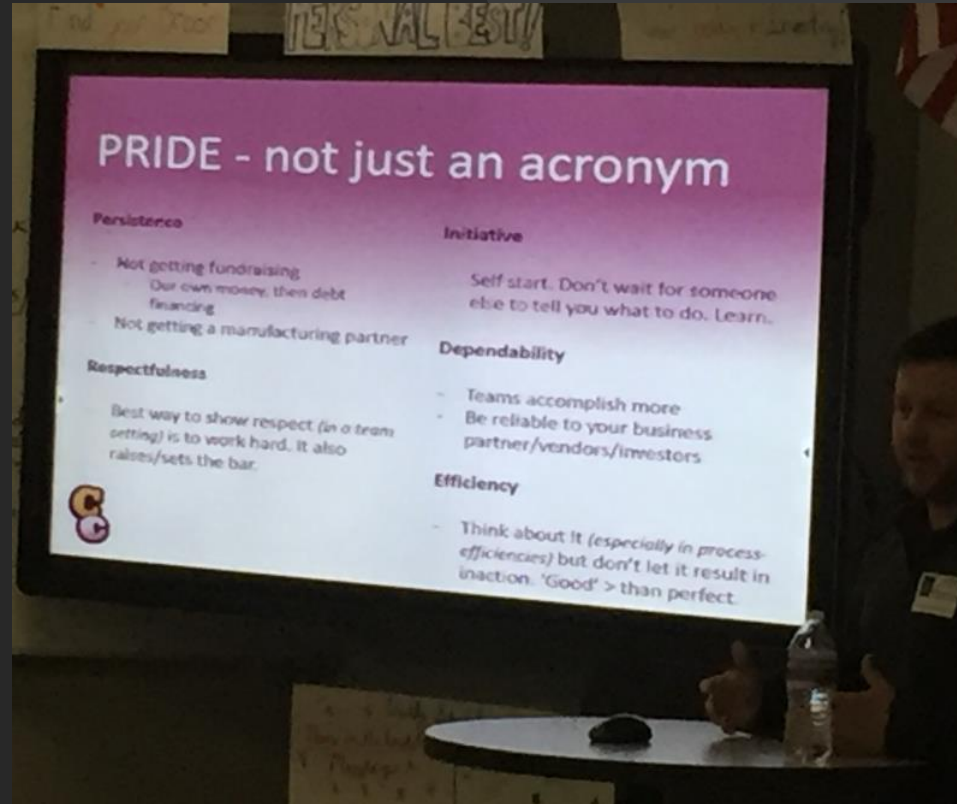 PERSONAL BEST!
PRIDE - not just an acronym
Persistence
- Not getting fundraising
- Our own money, then debt
financing
- Not getting a manufacturing partner
Respectfulness
- Best way to show respect (in a team
setting) is to work hard. It also
raises/sets the bar.
CC
Initiative
Self start. Don't wait for someone
else to tell you what to do. Learn.
Dependability
- Teams accomplish more
- Be reliable to your business
partner/vendors/investors
Efficiency
- Think about it (especially in process
efficiencies) but don't let it result in
inaction. 'Good' > than perfect